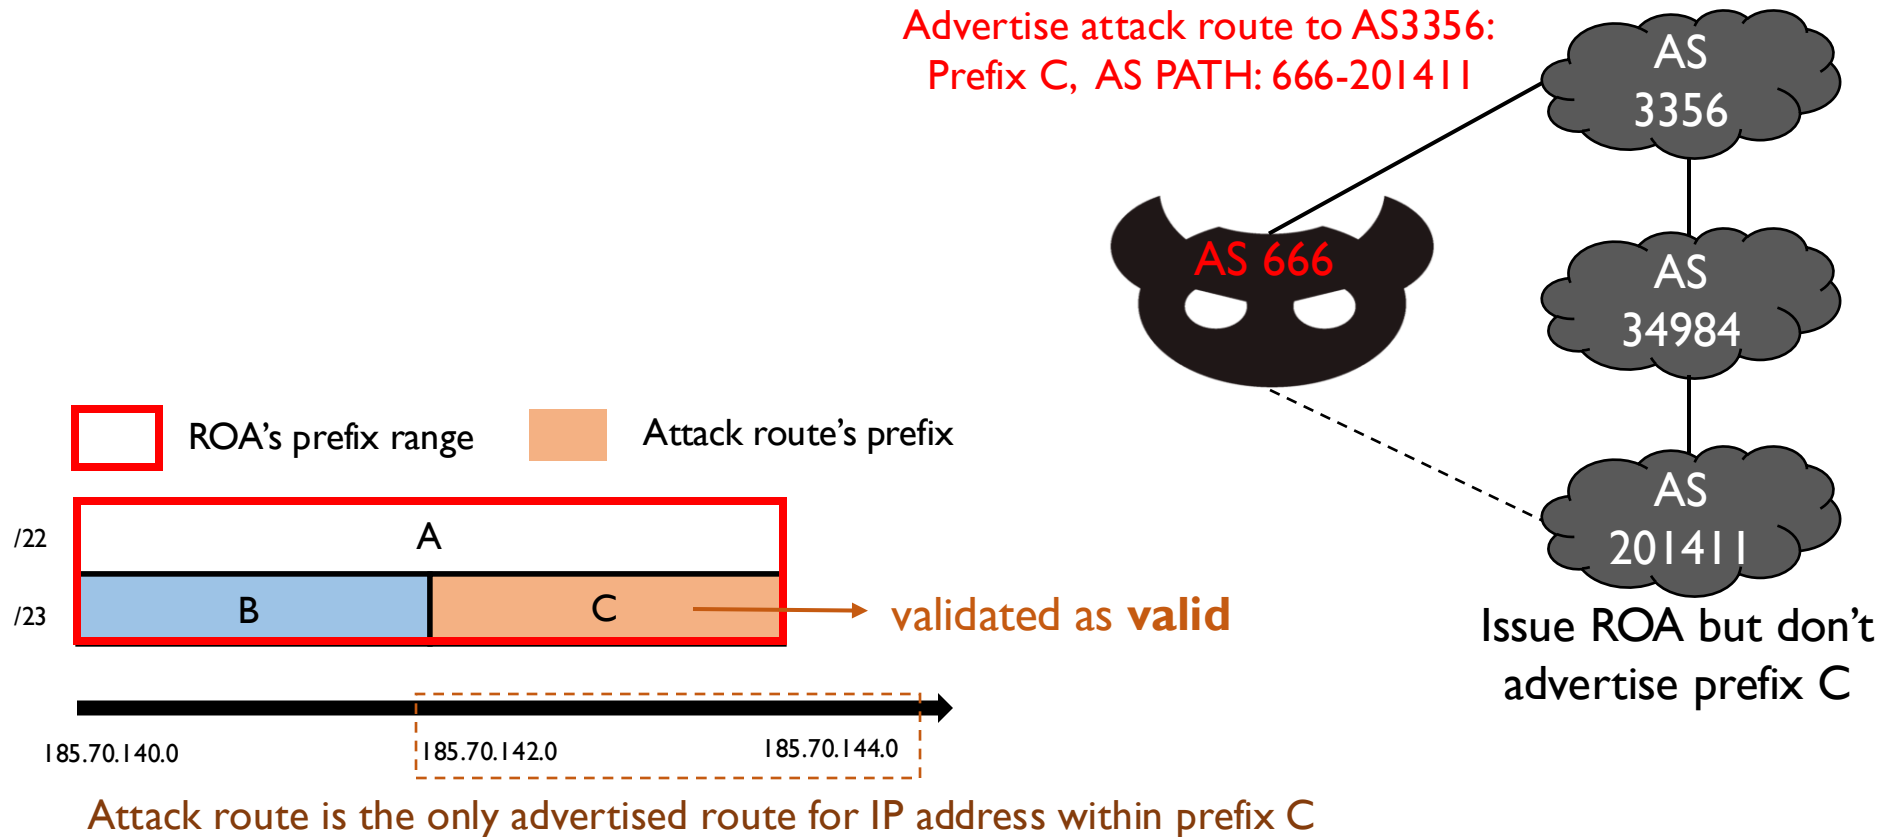 Advertise attack route to AS3356:
Prefix C, AS PATH: 666-201411
AS
3356
AS 666
AS
34984
ROA’s prefix range
Attack route’s prefix
AS
201411
/22
A
/23
B
C
validated as valid
Issue ROA but don’t
advertise prefix C
185.70.140.0
185.70.142.0
185.70.144.0
Attack route is the only advertised route for IP address within prefix C